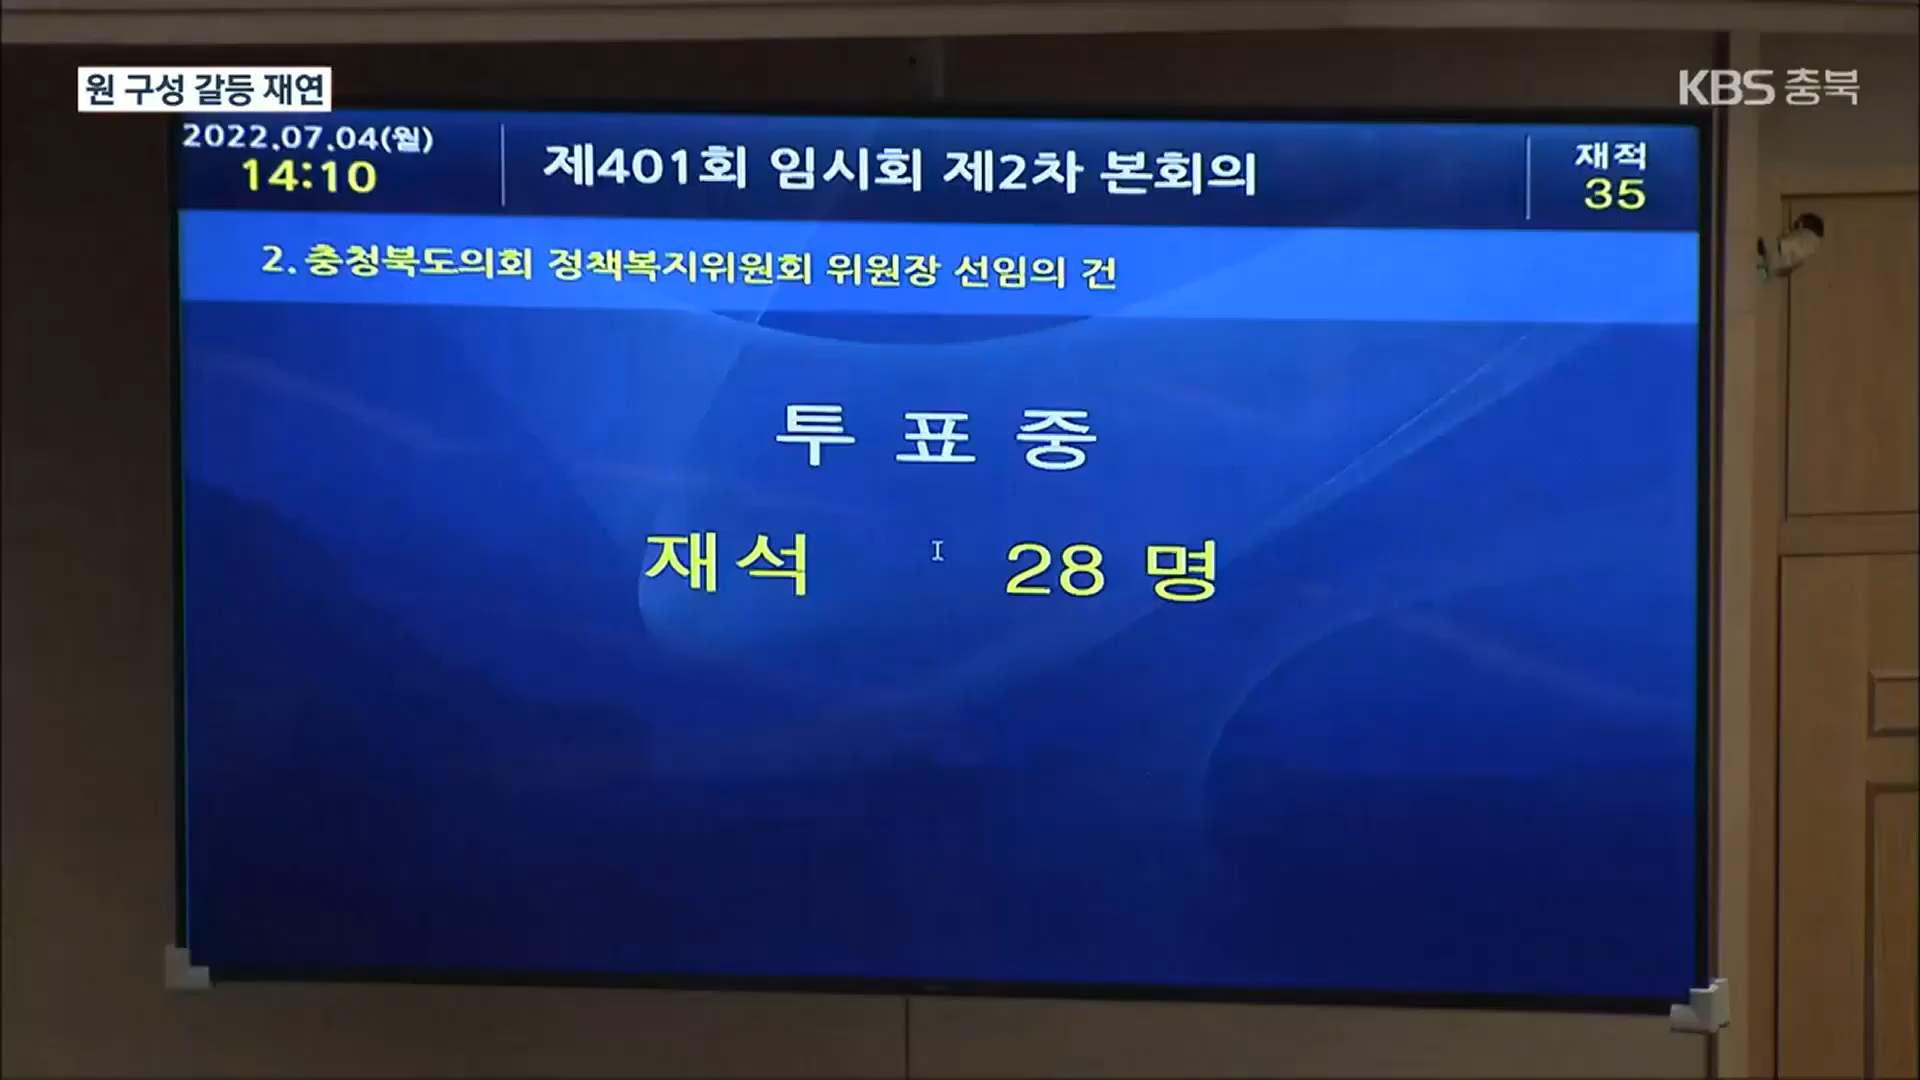 원 구성 갈등 재연
KBS 충북
2022.07.04(월)
14:10
제401회 임시회 제2차 본회의
재적
35
2. 충청북도의회 정책복지위원회 위원장 선임의 건
투 표 중
재석 28 명